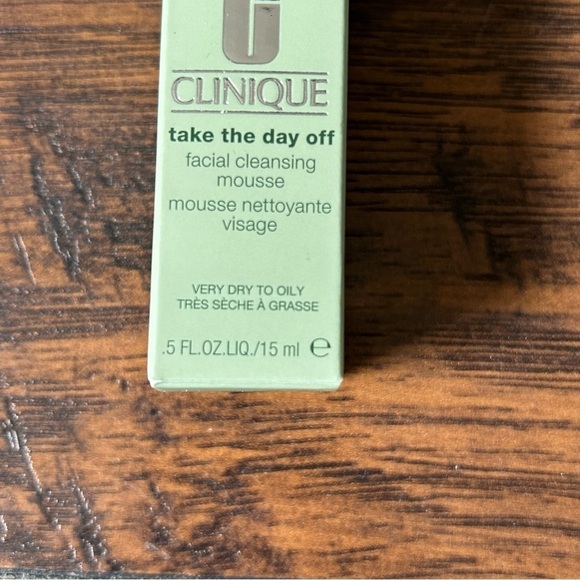 CLINIQUE
take the day off
facial cleansing
mousse
mousse nettoyante
visage
VERY DRY TO OILY
TRÈS SÈCHE À GRASSE
.5 FL.OZ.LIQ./15 ml ℮